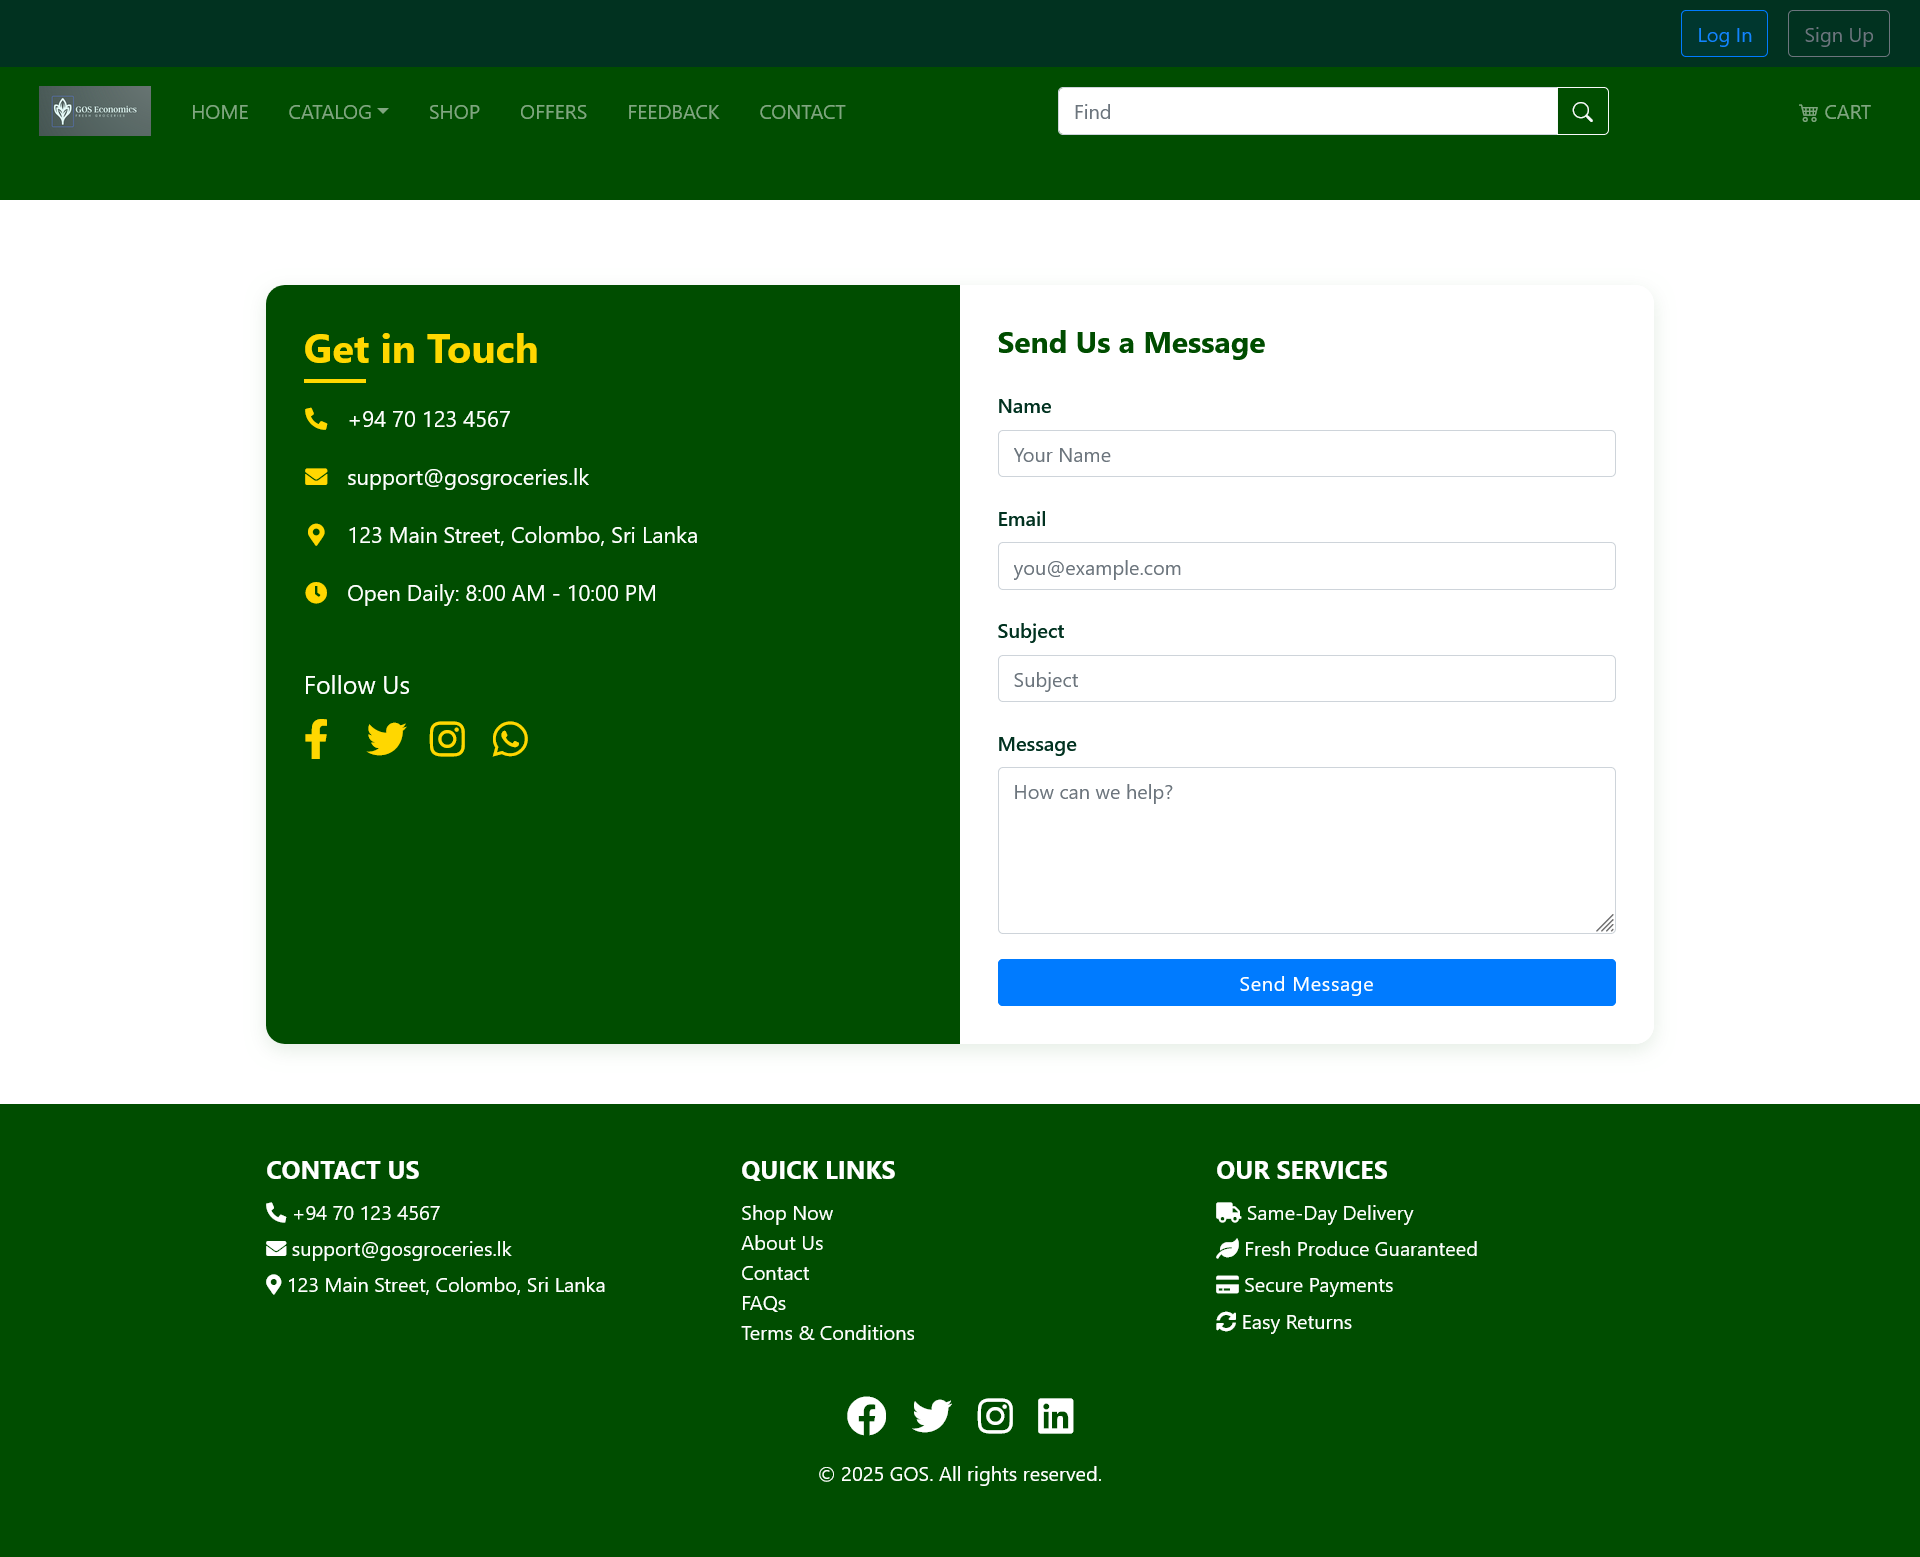 Log In
Sign Up
GOS Economics
FRESH GROCERIES
HOME
CATALOG
SHOP
OFFERS
FEEDBACK
CONTACT
Find
CART
Get in Touch
+94 70 123 4567
support@gosgroceries.lk
123 Main Street, Colombo, Sri Lanka
Open Daily: 8:00 AM - 10:00 PM
Follow Us
Send Us a Message
Name
Your Name
Email
you@example.com
Subject
Subject
Message
How can we help?
Send Message
CONTACT US
+94 70 123 4567
support@gosgroceries.lk
123 Main Street, Colombo, Sri Lanka
QUICK LINKS
Shop Now
About Us
Contact
FAQs
Terms & Conditions
OUR SERVICES
Same-Day Delivery
Fresh Produce Guaranteed
Secure Payments
Easy Returns
© 2025 GOS. All rights reserved.